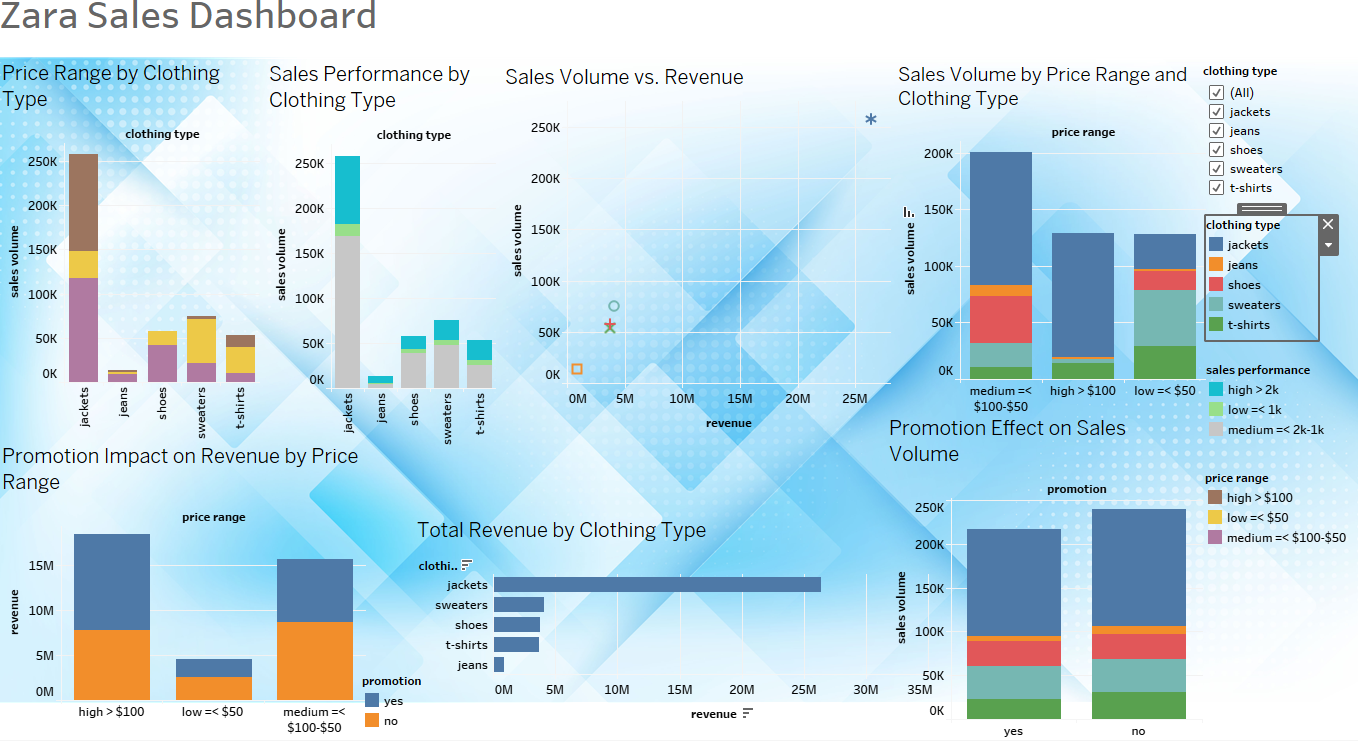 Zara Sales Dashboard
Price Range by Clothing
Type
clothing type
sales volume
250K
200K
150K
100K
50K
0K
jackets
jeans
shoes
sweaters
t-shirts
Sales Performance by
Clothing Type
clothing type
sales volume
250K
200K
150K
100K
50K
0K
jackets
jeans
shoes
sweaters
t-shirts
Sales Volume vs. Revenue
sales volume
250K
200K
150K
100K
50K
0K
0M 5M 10M 15M 20M 25M
revenue
Sales Volume by Price Range and
Clothing Type
price range
sales volume
200K
150K
100K
50K
0K
medium =<
$100-$50
high > $100
low =< $50
clothing type
(All)
jackets
jeans
shoes
sweaters
t-shirts
clothing type
jackets
jeans
shoes
sweaters
t-shirts
sales performance
high > 2k
low =< 1k
medium =< 2k-1k
price range
high > $100
low =< $50
medium =< $100-$50
Promotion Impact on Revenue by Price
Range
price range
revenue
15M
10M
5M
0M
high > $100
low =< $50
medium =<
$100-$50
promotion
yes
no
Total Revenue by Clothing Type
clothi..
jackets
sweaters
shoes
t-shirts
jeans
0M 5M 10M 15M 20M 25M 30M 35M
revenue
Promotion Effect on Sales
Volume
promotion
sales volume
250K
200K
150K
100K
50K
0K
yes no